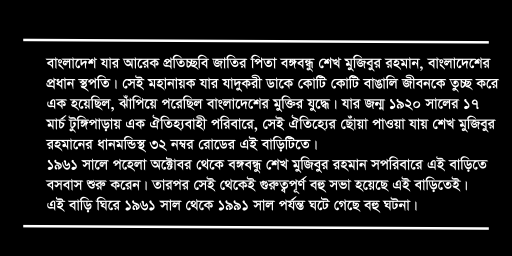 বাংলাদেশ যার আরেক প্রতিচ্ছবি জাতির পিতা বঙ্গবন্ধু শেখ মুজিবুর রহমান, বাংলাদেশের
প্রধান স্থপতি। সেই মহানায়ক যার যাদুকরী ডাকে কোটি কোটি বাঙালি জীবনকে তুচ্ছ করে
এক হয়েছিল, ঝাঁপিয়ে পরেছিল বাংলাদেশের মুক্তির যুদ্ধে। যার জন্ম ১৯২০ সালের ১৭
মার্চ টুঙ্গিপাড়ায় এক ঐতিহ্যবাহী পরিবারে, সেই ঐতিহ্যের ছোঁয়া পাওয়া যায় শেখ মুজিবুর
রহমানের ধানমন্ডিস্থ ৩২ নম্বর রোডের এই বাড়িটিতে।
১৯৬১ সালে পহেলা অক্টোবর থেকে বঙ্গবন্ধু শেখ মুজিবুর রহমান সপরিবারে এই বাড়িতে
বসবাস শুরু করেন। তারপর সেই থেকেই গুরুত্বপূর্ণ বহু সভা হয়েছে এই বাড়িতেই।
এই বাড়ি ঘিরে ১৯৬১ সাল থেকে ১৯৯১ সাল পর্যন্ত ঘটে গেছে বহু ঘটনা।